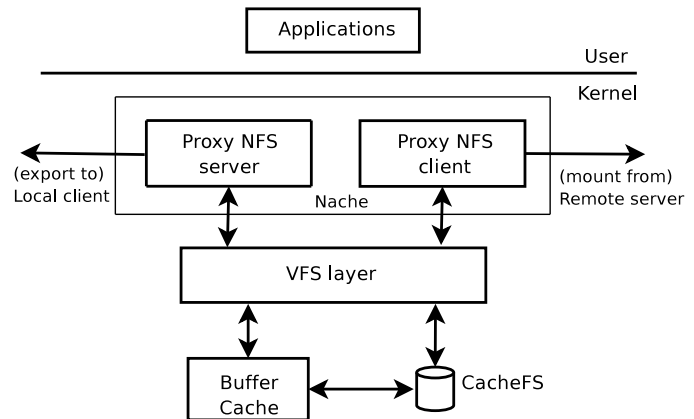 Applications
User
Kernel
Proxy NFS
server
Proxy NFS
client
(export to)
Local client
(mount from)
Remote server
Nache
VFS layer
Buffer
Cache
CacheFS